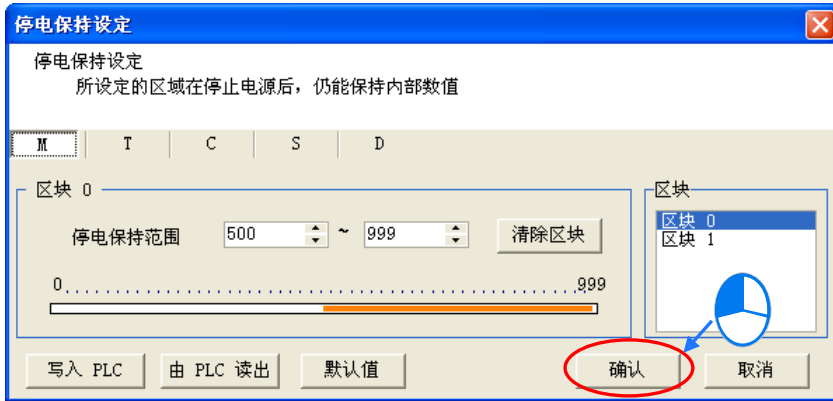 停电保持设定
停电保持设定
所设定的区域在停止电源后，仍能保持内部数值
M T C S D
区块 0
停电保持范围 500 ~ 999 清除区块
0 999
区块
区块 0
区块 1
写入 PLC 由 PLC 读出 默认值 确认 取消